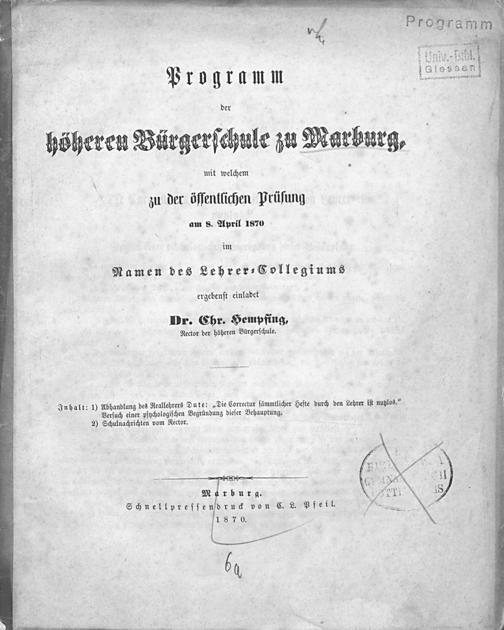 Programm
Univ.-Bibl.
Giessen
Programm
der
höheren Bürgerschule zu Marburg,
mit welchem
zu der öffentlichen Prüfung
am 8. April 1870
im
Namen des Lehrer-Collegiums
ergebenst einladet
Dr. Chr. Hempfing,
Rector der höheren Bürgerschule.
Inhalt: 1) Abhandlung des Reallehrers Dute: „Die Correctur sämmtlicher Hefte durch den Lehrer ist nutzlos.“
Versuch einer psychologischen Begründung dieser Behauptung.
2) Schulnachrichten vom Rector.
Marburg.
Schnellpressendruck von C. L. Pfeil.
1870.
6a